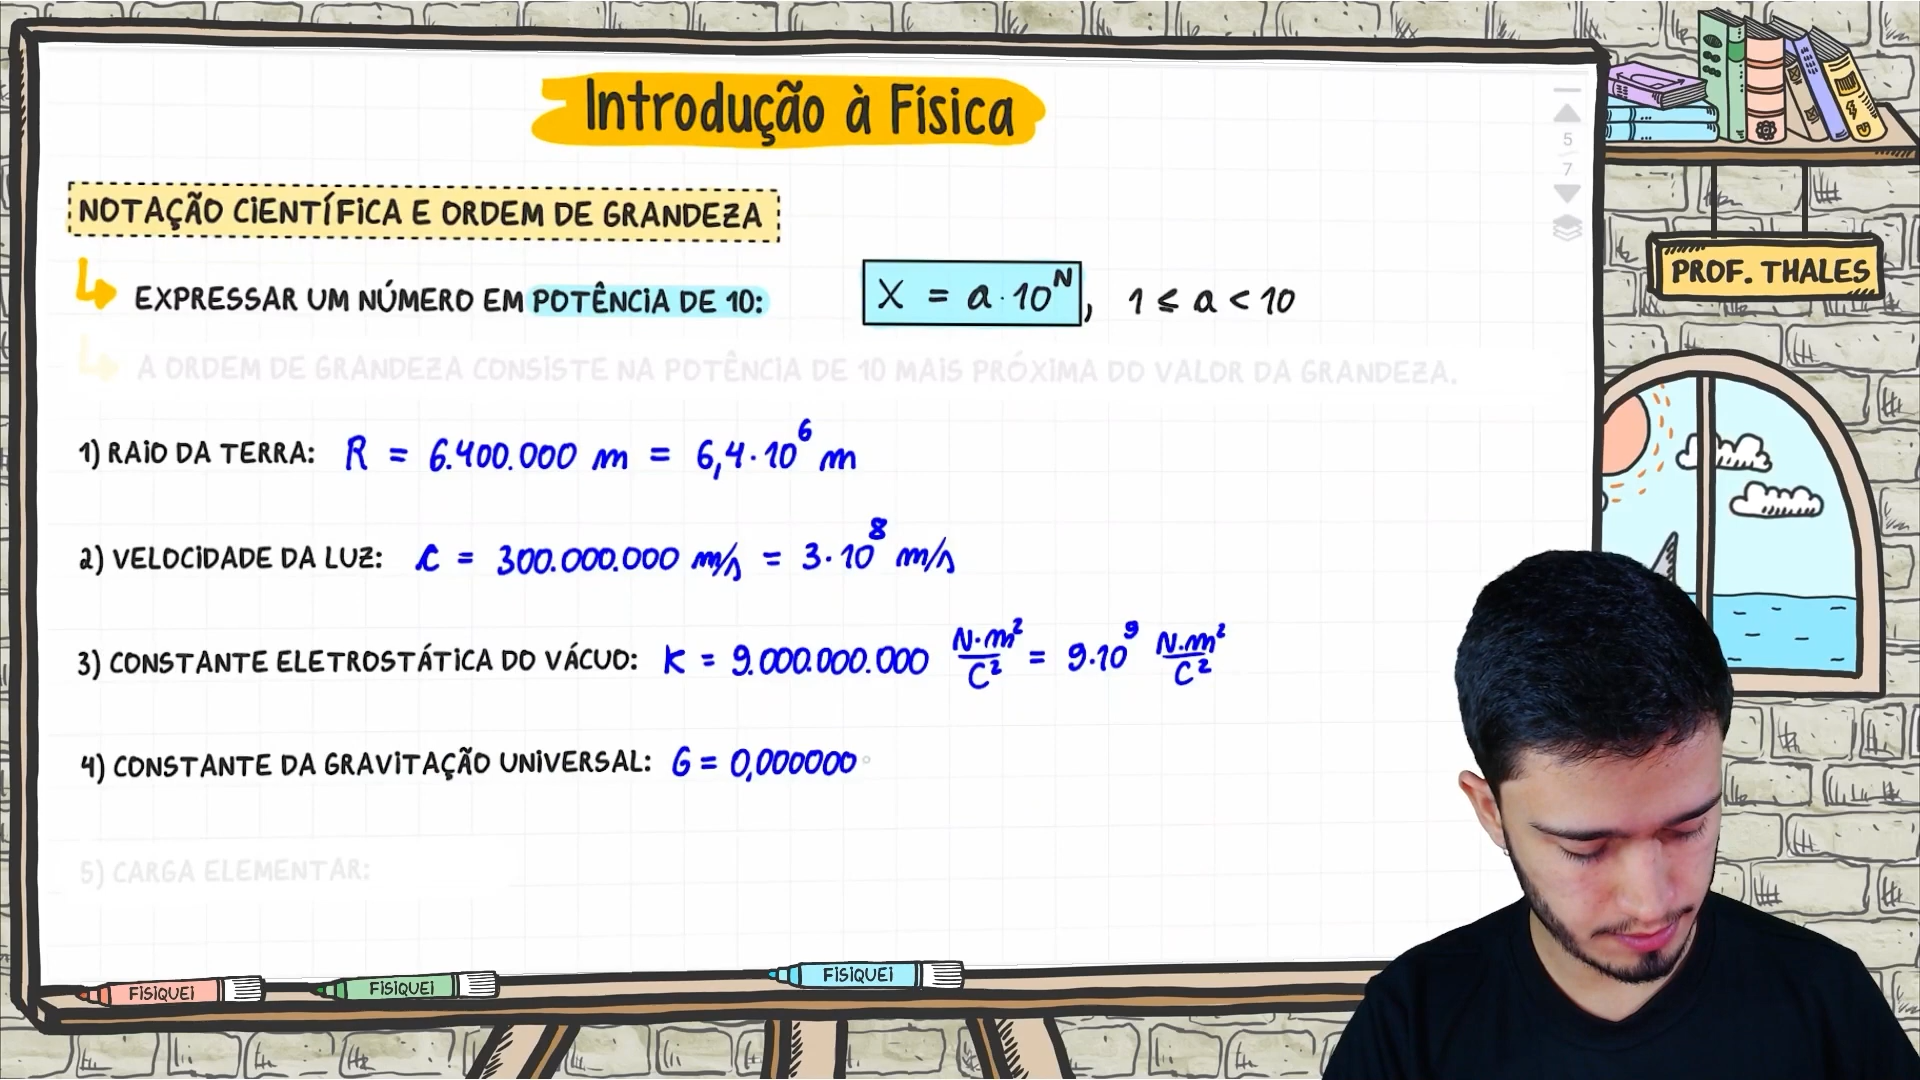 Introdução à Física
5
7
NOTAÇÃO CIENTÍFICA E ORDEM DE GRANDEZA
PROF. THALES
EXPRESSAR UM NÚMERO EM POTÊNCIA DE 10: X = a · 10^N, 1 ≤ a < 10
A ORDEM DE GRANDEZA CONSISTE NA POTÊNCIA DE 10 MAIS PRÓXIMA DO VALOR DA GRANDEZA.
1) RAIO DA TERRA: R = 6.400.000 m = 6,4 · 10^6 m
2) VELOCIDADE DA LUZ: c = 300.000.000 m/s = 3 · 10^8 m/s
3) CONSTANTE ELETROSTÁTICA DO VÁCUO: K = 9.000.000.000 N·m²/C² = 9·10^9 N.m²/C²
4) CONSTANTE DA GRAVITAÇÃO UNIVERSAL: G = 0,000000
5) CARGA ELEMENTAR:
FISIQUEI FISIQUEI FISIQUEI